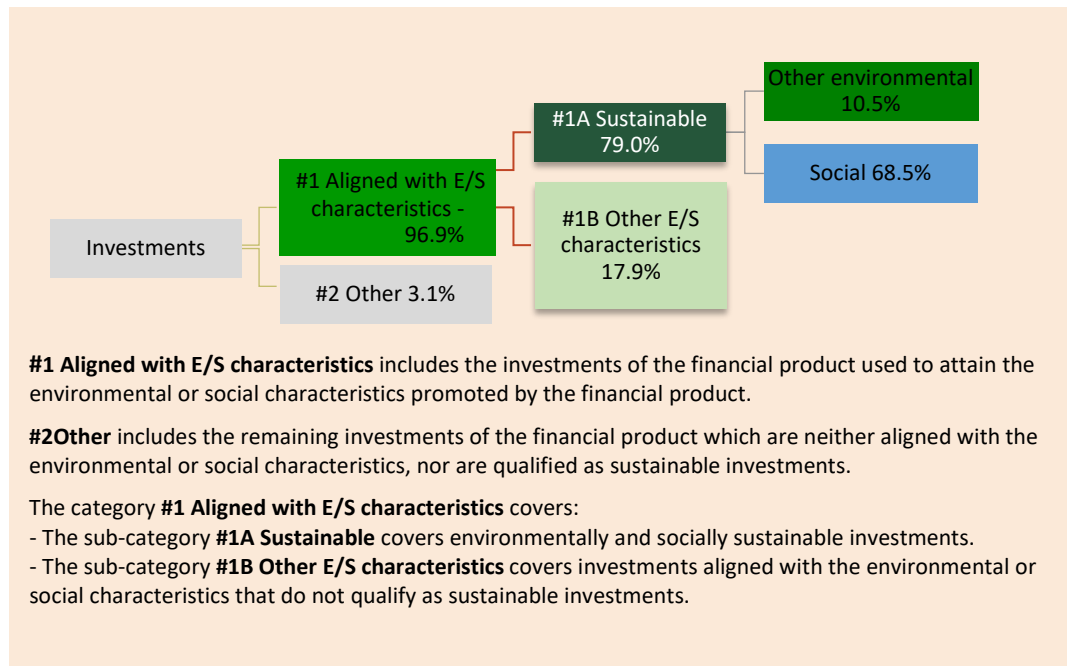 Other environmental
10.5%
#1A Sustainable
79.0%
Social 68.5%
#1 Aligned with E/S
characteristics -
96.9%
#1B Other E/S
characteristics
17.9%
Investments
#2 Other 3.1%
#1 Aligned with E/S characteristics includes the investments of the financial product used to attain the
environmental or social characteristics promoted by the financial product.
#2Other includes the remaining investments of the financial product which are neither aligned with the
environmental or social characteristics, nor are qualified as sustainable investments.
The category #1 Aligned with E/S characteristics covers:
- The sub-category #1A Sustainable covers environmentally and socially sustainable investments.
- The sub-category #1B Other E/S characteristics covers investments aligned with the environmental or
social characteristics that do not qualify as sustainable investments.